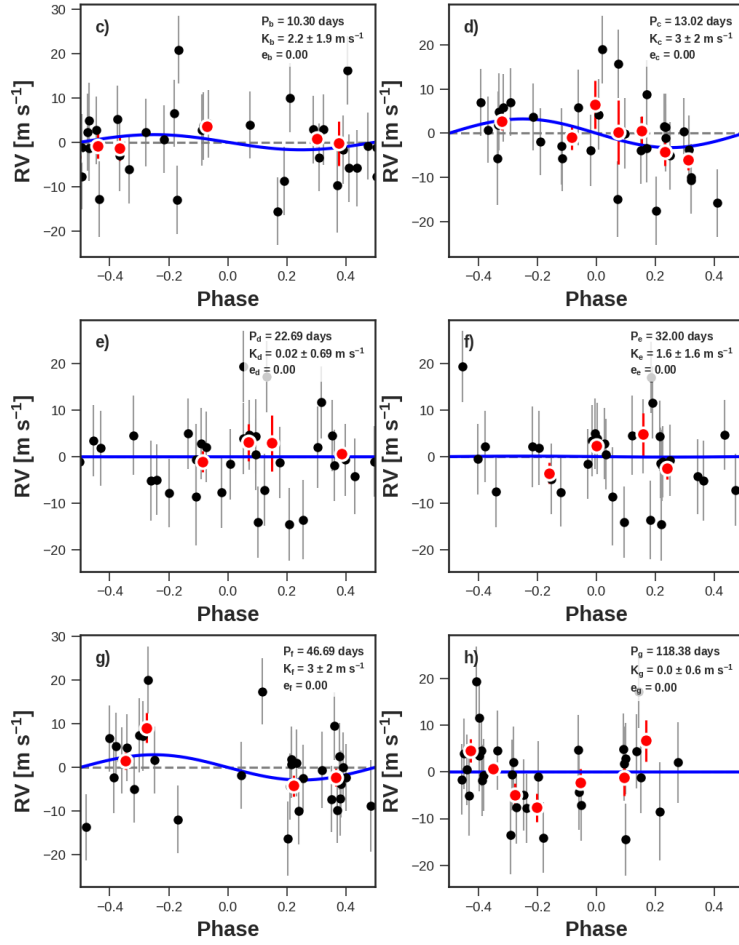 c)
P_b = 10.30 days
K_b = 2.2 ± 1.9 m s⁻¹
e_b = 0.00
RV [m s⁻¹]
30
20
10
0
−10
−20
−0.4 −0.2 0.0 0.2 0.4
Phase
d)
P_c = 13.02 days
K_c = 3 ± 2 m s⁻¹
e_c = 0.00
RV [m s⁻¹]
20
10
0
−10
−20
−0.4 −0.2 0.0 0.2 0.4
Phase
e)
P_d = 22.69 days
K_d = 0.02 ± 0.69 m s⁻¹
e_d = 0.00
RV [m s⁻¹]
20
10
0
−10
−20
−0.4 −0.2 0.0 0.2 0.4
Phase
f)
P_e = 32.00 days
K_e = 1.6 ± 1.6 m s⁻¹
e_e = 0.00
RV [m s⁻¹]
20
10
0
−10
−20
−0.4 −0.2 0.0 0.2 0.4
Phase
g)
P_f = 46.69 days
K_f = 3 ± 2 m s⁻¹
e_f = 0.00
RV [m s⁻¹]
30
20
10
0
−10
−20
−0.4 −0.2 0.0 0.2 0.4
Phase
h)
P_g = 118.38 days
K_g = 0.0 ± 0.6 m s⁻¹
e_g = 0.00
RV [m s⁻¹]
20
10
0
−10
−20
−0.4 −0.2 0.0 0.2 0.4
Phase